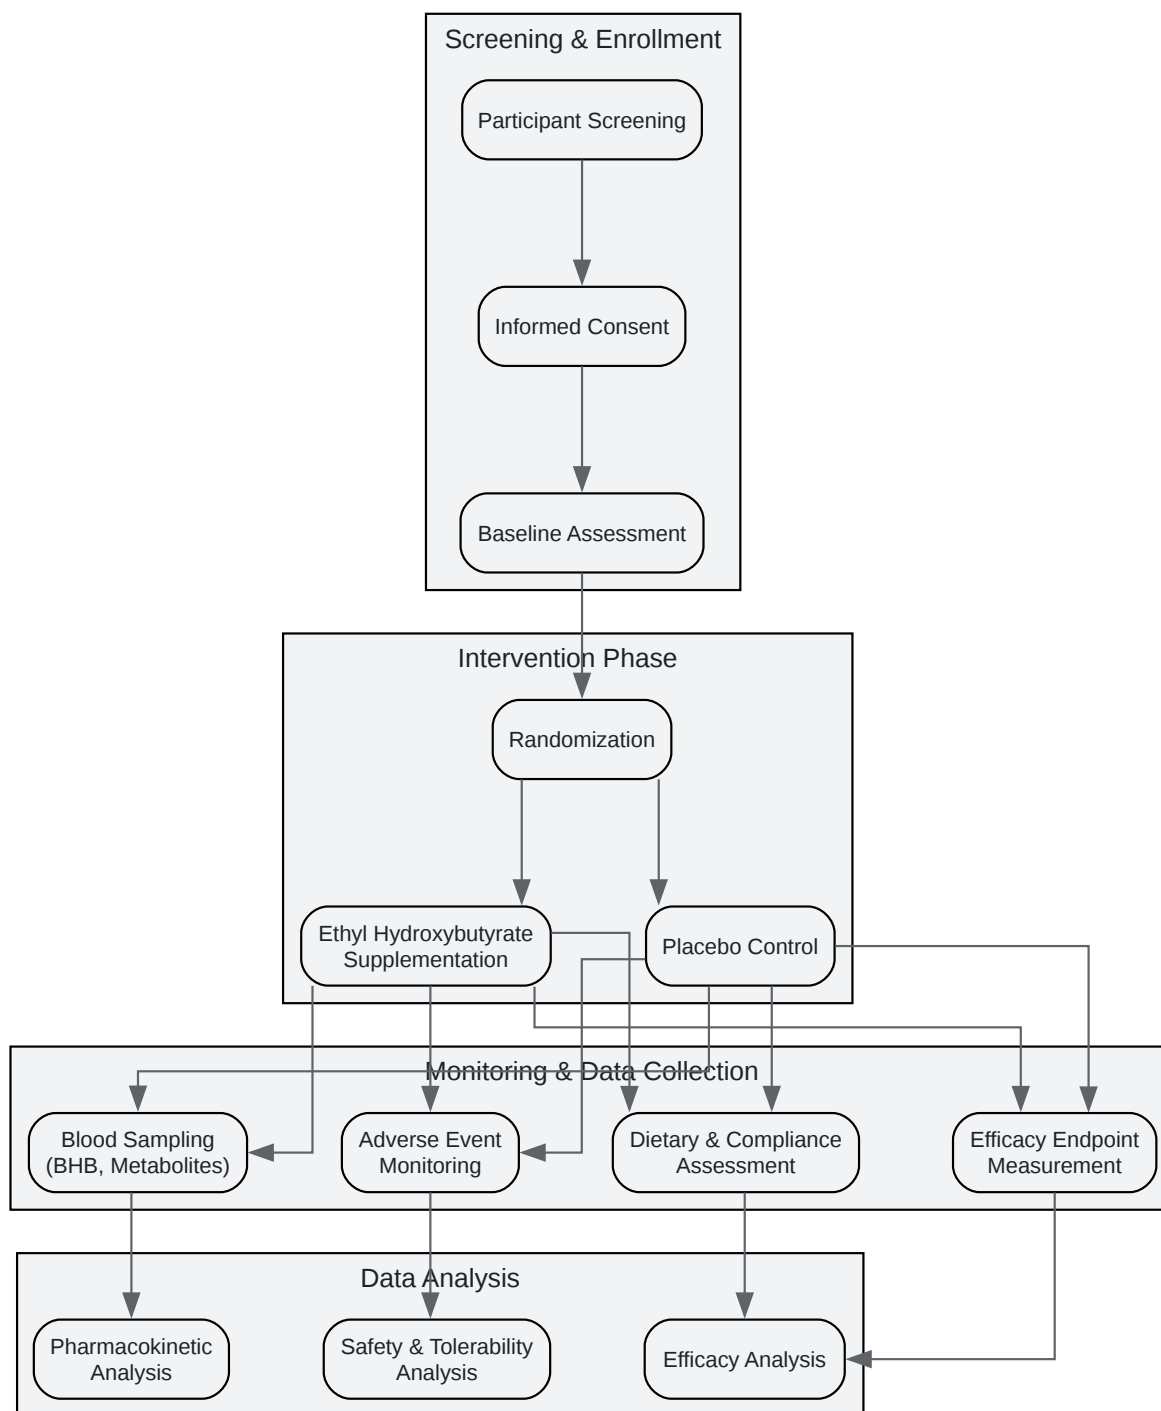 Screening & Enrollment
Participant Screening
Informed Consent
Baseline Assessment
Intervention Phase
Randomization
Ethyl Hydroxybutyrate
Supplementation
Placebo Control
Monitoring & Data Collection
Blood Sampling
(BHB, Metabolites)
Adverse Event
Monitoring
Dietary & Compliance
Assessment
Efficacy Endpoint
Measurement
Data Analysis
Pharmacokinetic
Analysis
Safety & Tolerability
Analysis
Efficacy Analysis